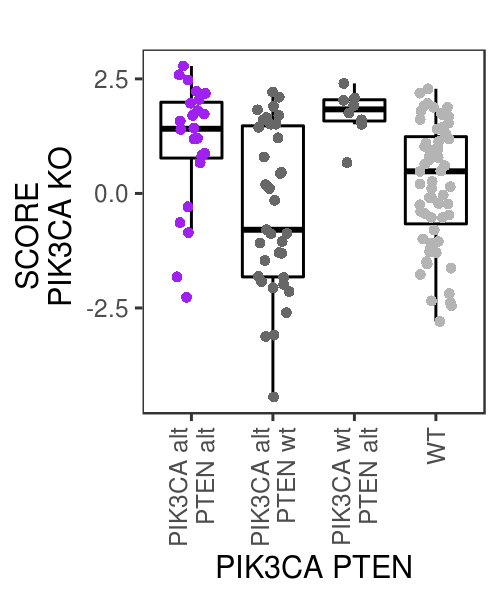 SCORE
PIK3CA KO
2.5
0.0
-2.5
PIK3CA alt
PTEN alt
PIK3CA alt
PTEN wt
PIK3CA wt
PTEN alt
WT
PIK3CA PTEN